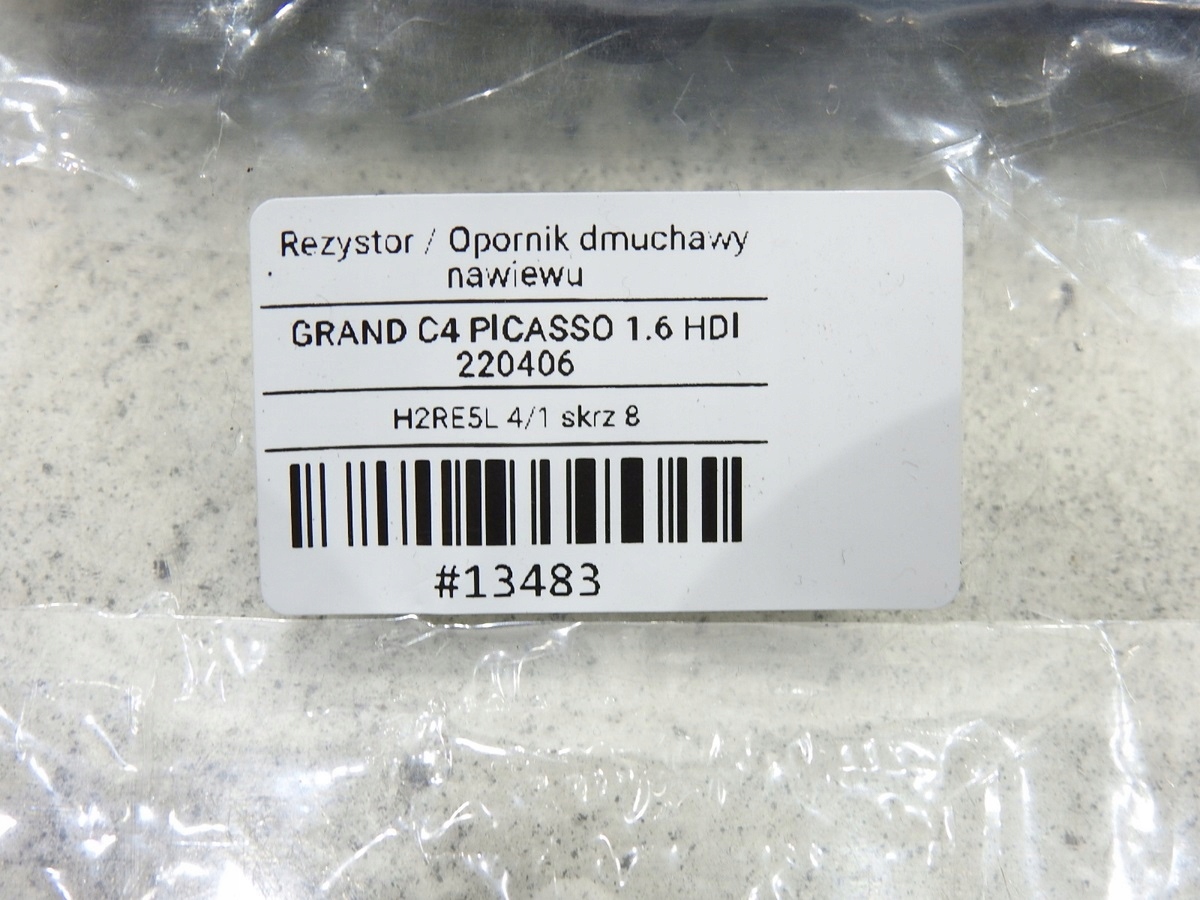 Rezystor / Opornik dmuchawy
nawiewu
GRAND C4 PICASSO 1.6 HDI
220406
H2RE5L 4/1 skrz 8
#13483